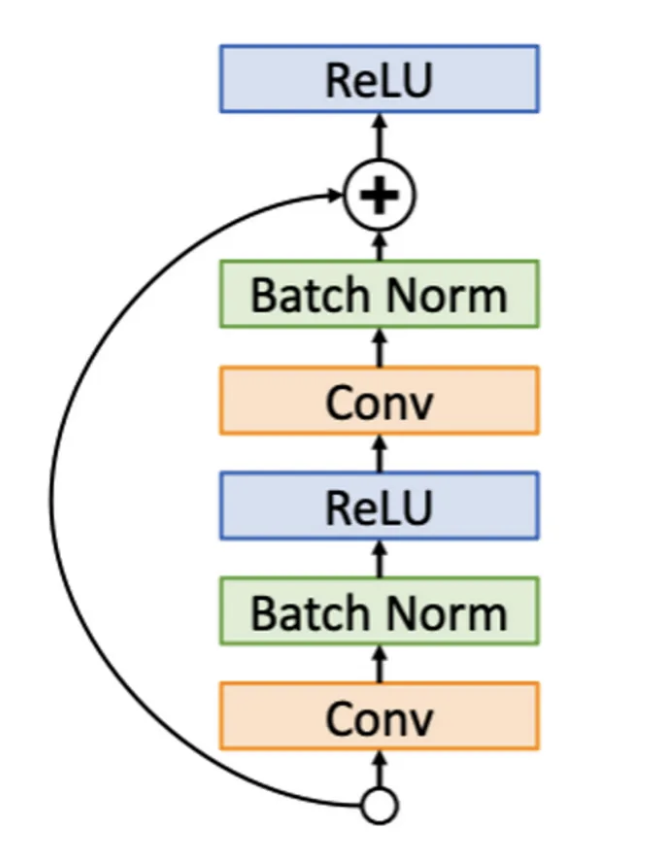 ReLU
+
Batch Norm
Conv
ReLU
Batch Norm
Conv